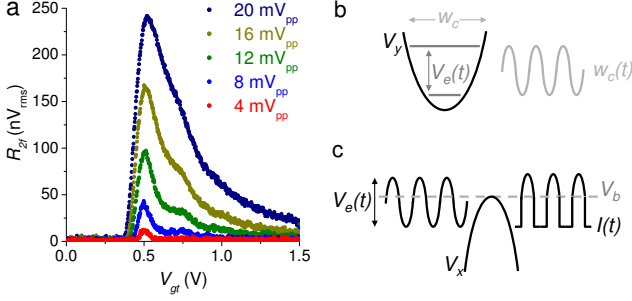 a
20 mVpp
16 mVpp
12 mVpp
8 mVpp
4 mVpp
250
200
150
100
50
0
R2f (nVrms)
0.0 0.5 1.0 1.5
Vgt (V)
b
wc
Vy
Ve(t)
wc(t)
c
Ve(t)
Vb
I(t)
Vx